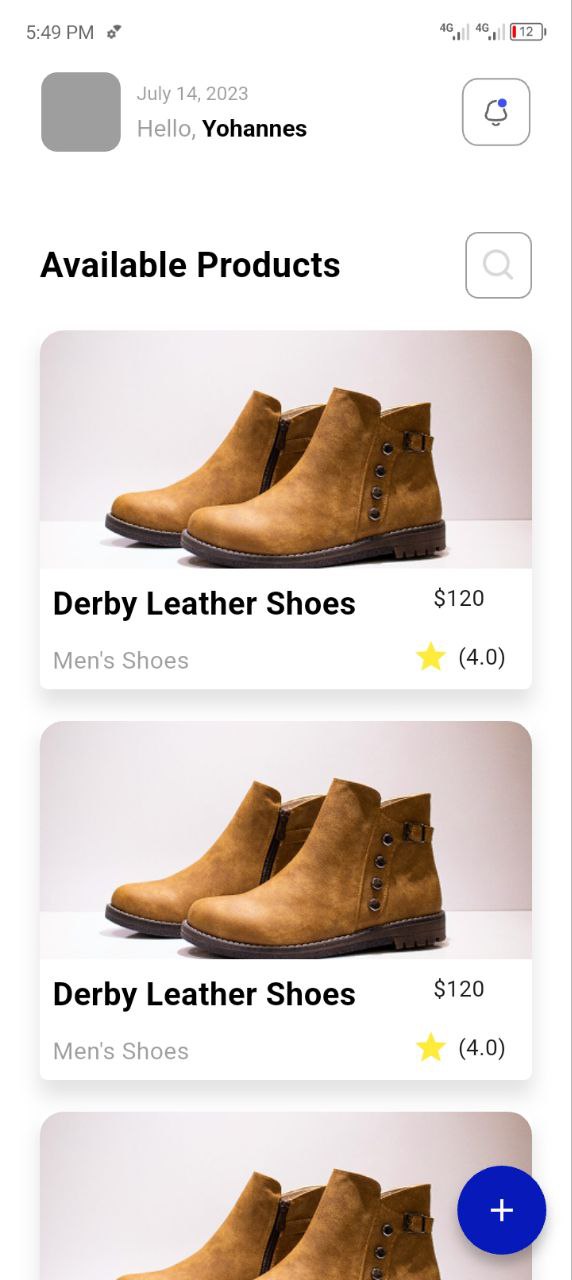 5:49 PM
4G 4G 12
July 14, 2023
Hello, Yohannes
Available Products
Derby Leather Shoes $120
Men's Shoes (4.0)
Derby Leather Shoes $120
Men's Shoes (4.0)
+